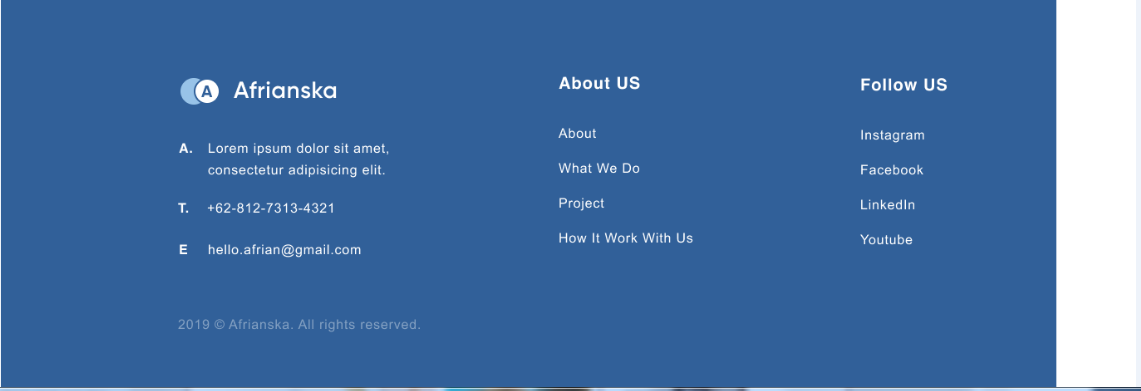 A Afrianska
A. Lorem ipsum dolor sit amet,
consectetur adipisicing elit.
T. +62-812-7313-4321
E hello.afrian@gmail.com
2019 © Afrianska. All rights reserved.
About US
About
What We Do
Project
How It Work With Us
Follow US
Instagram
Facebook
LinkedIn
Youtube